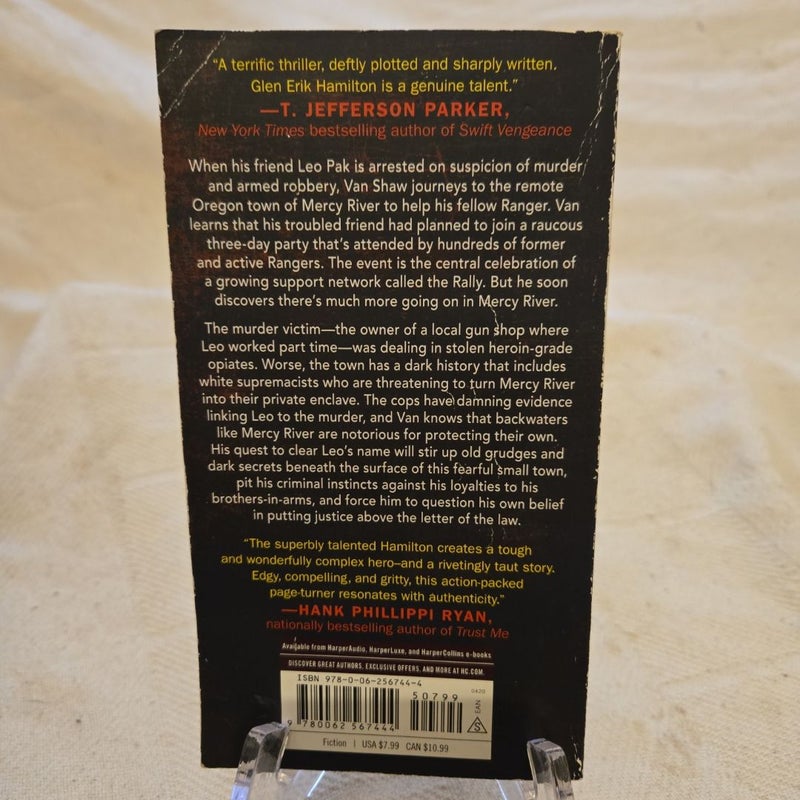 “A terrific thriller, deftly plotted and sharply written.
Glen Erik Hamilton is a genuine talent.”
—T. JEFFERSON PARKER,
New York Times bestselling author of Swift Vengeance
When his friend Leo Pak is arrested on suspicion of murder
and armed robbery, Van Shaw journeys to the remote
Oregon town of Mercy River to help his fellow Ranger. Van
learns that his troubled friend had planned to join a raucous
three-day party that’s attended by hundreds of former
and active Rangers. The event is the central celebration of
a growing support network called the Rally. But he soon
discovers there’s much more going on in Mercy River.
The murder victim—the owner of a local gun shop where
Leo worked part time—was dealing in stolen heroin-grade
opiates. Worse, the town has a dark history that includes
white supremacists who are threatening to turn Mercy River
into their private enclave. The cops have damning evidence
linking Leo to the murder, and Van knows that backwaters
like Mercy River are notorious for protecting their own.
His quest to clear Leo’s name will stir up old grudges and
dark secrets beneath the surface of this fearful small town,
pit his criminal instincts against his loyalties to his
brothers-in-arms, and force him to question his own belief
in putting justice above the letter of the law.
“The superbly talented Hamilton creates a tough
and wonderfully complex hero–and a rivetingly taut story.
Edgy, compelling, and gritty, this action-packed
page-turner resonates with authenticity.”
—HANK PHILLIPPI RYAN,
nationally bestselling author of Trust Me
Available from HarperAudio, HarperLuxe, and HarperCollins e-books
DISCOVER GREAT AUTHORS, EXCLUSIVE OFFERS, AND MORE AT HC.COM.
ISBN 978-0-06-256744-4
50799
0420
EAN
S
9 780062 567444
Fiction | USA $7.99 CAN $10.99